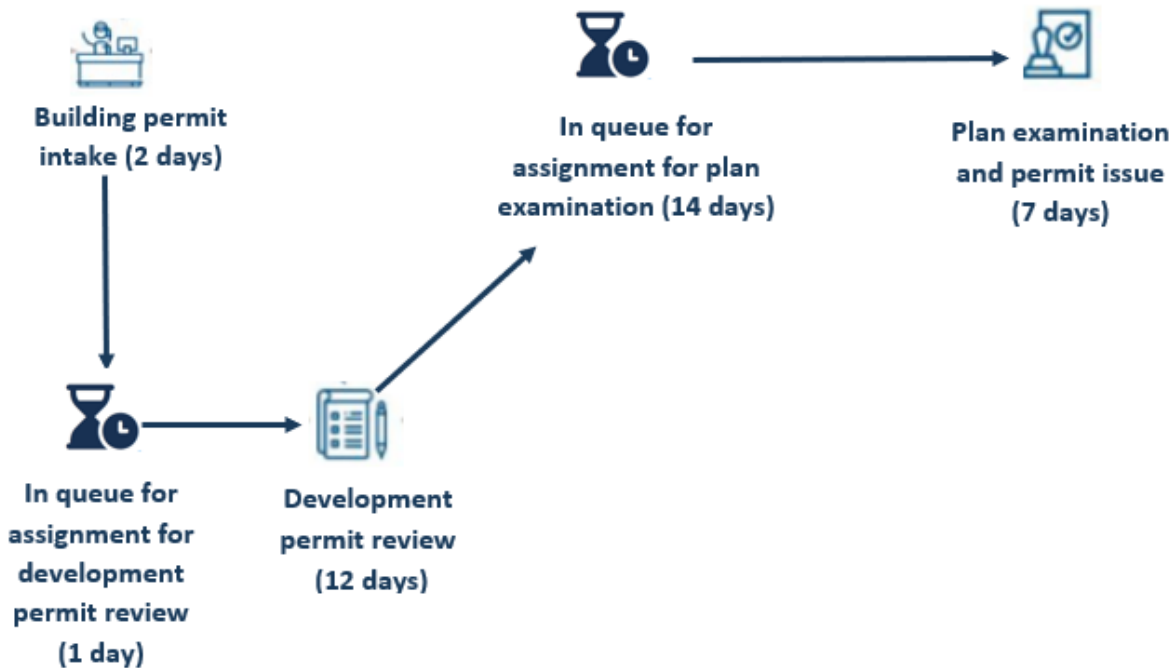 Building permit
intake (2 days)
In queue for
assignment for
development
permit review
(1 day)
Development
permit review
(12 days)
In queue for
assignment for plan
examination (14 days)
Plan examination
and permit issue
(7 days)